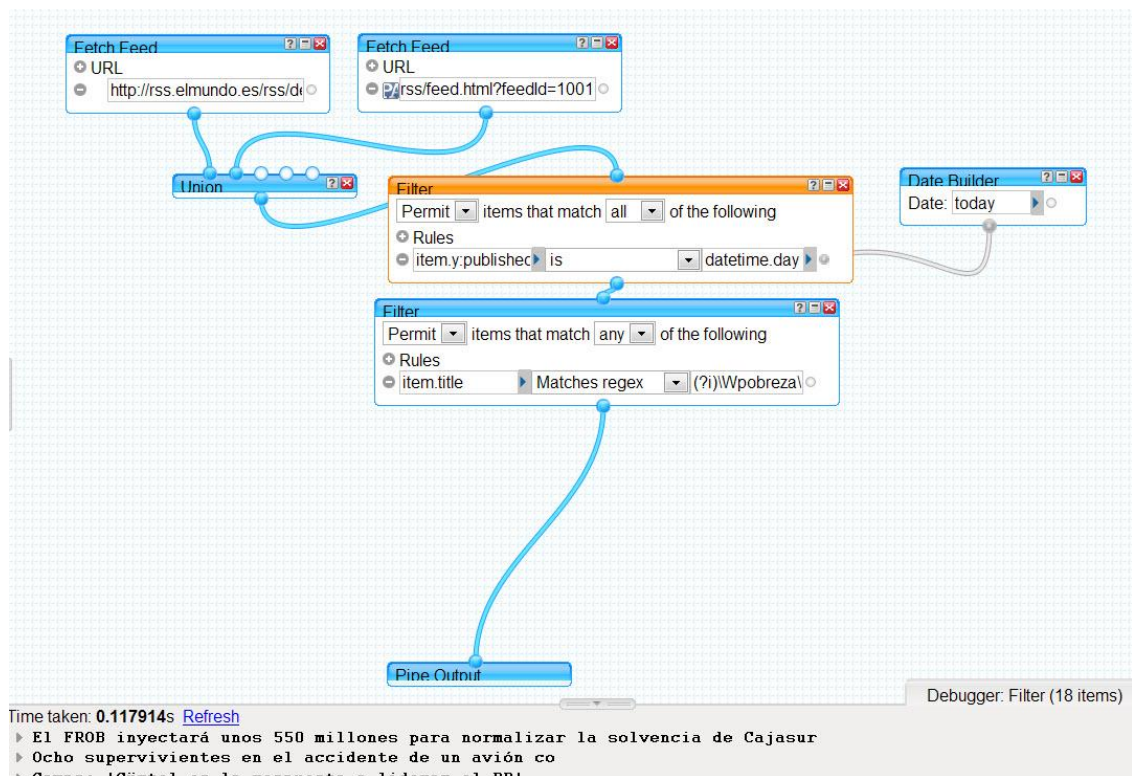 Fetch Feed
URL
http://rss.elmundo.es/rss/de
Fetch Feed
URL
rss/feed.html?feedId=1001
Union
Filter
Permit items that match all of the following
Rules
item.y:published is datetime.day
Date Builder
Date: today
Filter
Permit items that match any of the following
Rules
item.title Matches regex (?i)\Wpobreza\
Pipe Output
Debugger: Filter (18 items)
Time taken: 0.117914s Refresh
El FROB inyectará unos 550 millones para normalizar la solvencia de Cajasur
Ocho supervivientes en el accidente de un avión co